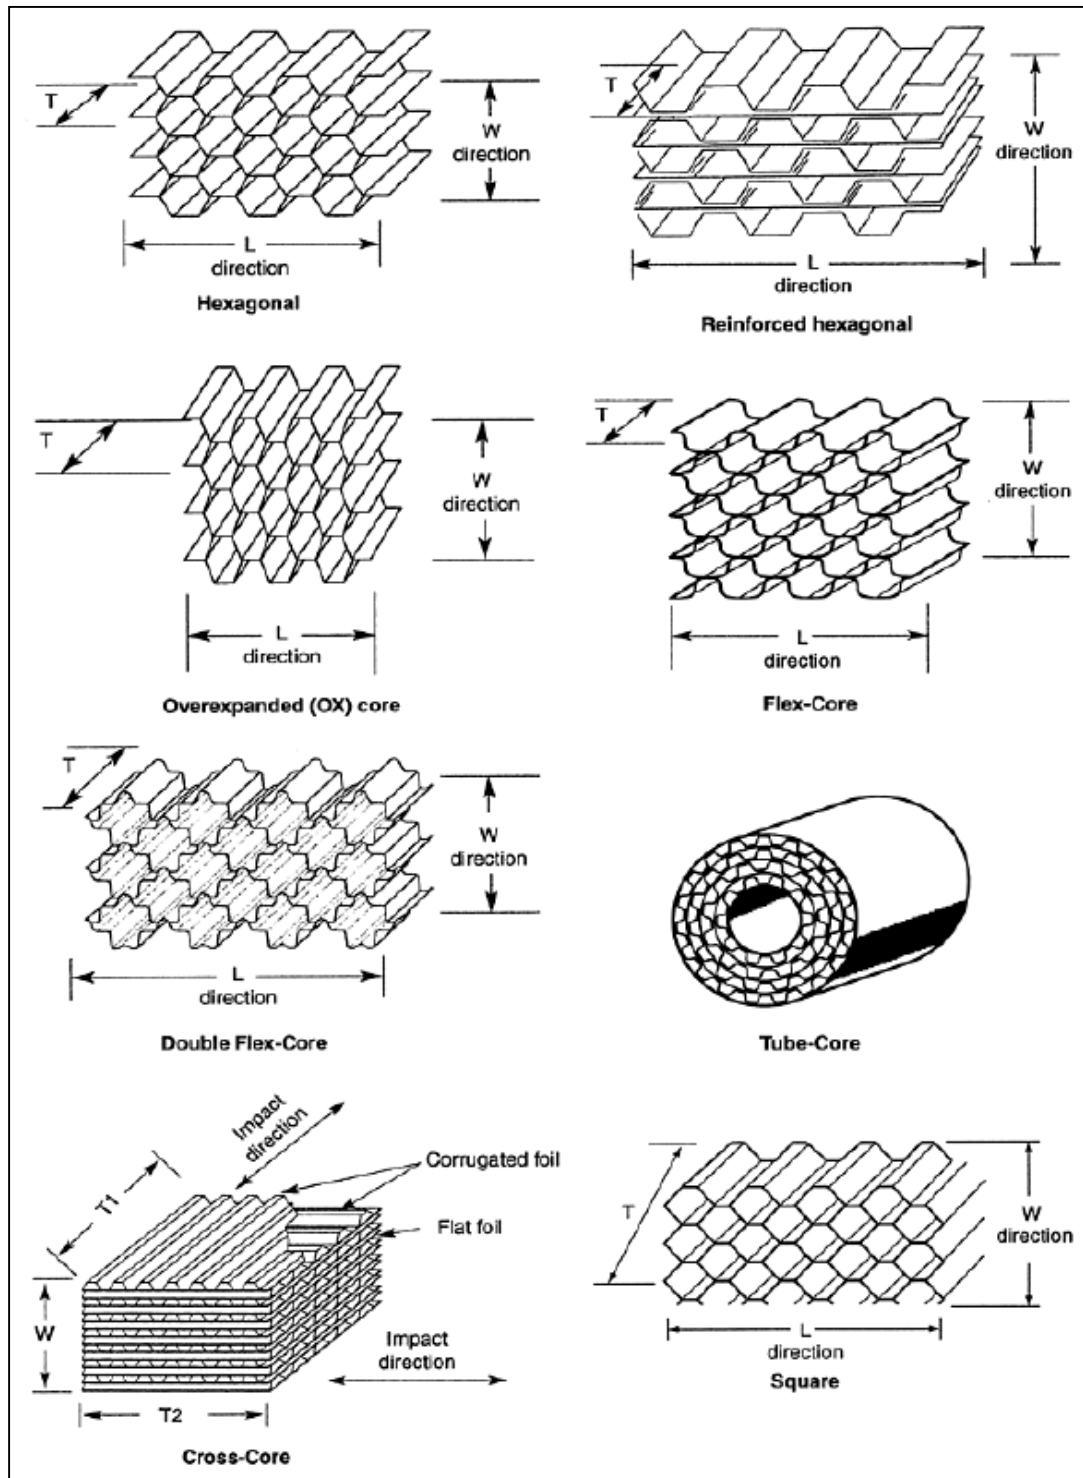 T
W
direction
L
direction
Hexagonal
T
W
direction
L
direction
Reinforced hexagonal
T
W
direction
L
direction
Overexpanded (OX) core
T
W
direction
L
direction
Flex-Core
T
W
direction
L
direction
Double Flex-Core
Tube-Core
Impact
direction
Corrugated foil
T1
Flat foil
W
Impact
direction
T2
Cross-Core
T
W
direction
L
direction
Square